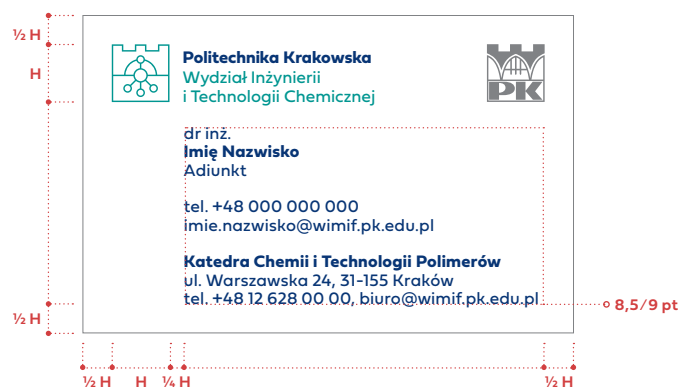 ½ H
H
Politechnika Krakowska
Wydział Inżynierii
i Technologii Chemicznej
PK
dr inż.
Imię Nazwisko
Adiunkt
tel. +48 000 000 000
imie.nazwisko@wimif.pk.edu.pl
Katedra Chemii i Technologii Polimerów
ul. Warszawska 24, 31-155 Kraków
tel. +48 12 628 00 00, biuro@wimif.pk.edu.pl
8,5/9 pt
½ H
½ H H ¼ H ½ H